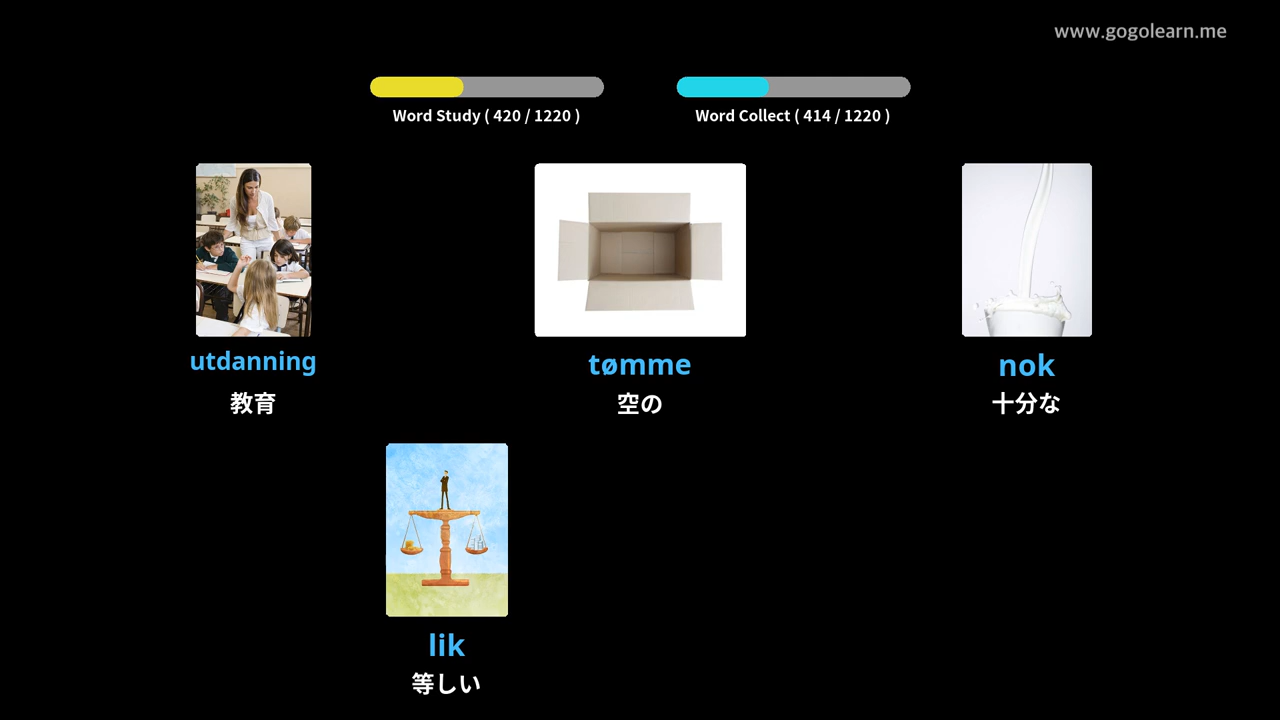 www.gogolearn.me
Word Study ( 420 / 1220 )
Word Collect ( 414 / 1220 )
utdanning
教育
tømme
空の
nok
十分な
lik
等しい